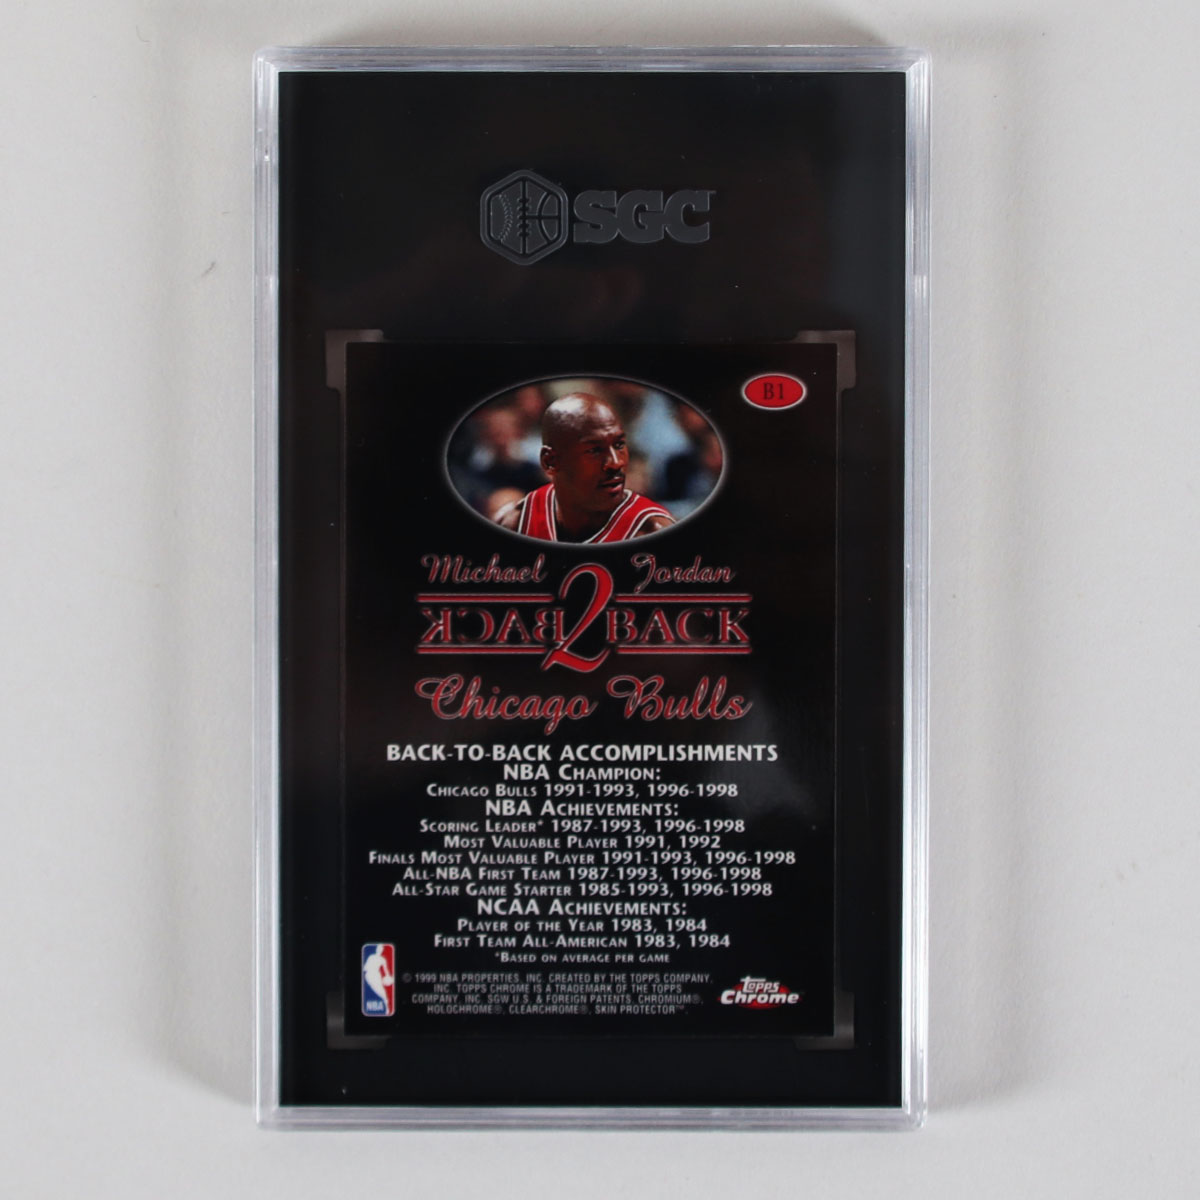 SGC
B1
Michael Jordan
BACK 2 BACK
Chicago Bulls
BACK-TO-BACK ACCOMPLISHMENTS
NBA CHAMPION:
CHICAGO BULLS 1991-1993, 1996-1998
NBA ACHIEVEMENTS:
SCORING LEADER* 1987-1993, 1996-1998
MOST VALUABLE PLAYER 1991, 1992
FINALS MOST VALUABLE PLAYER 1991-1993, 1996-1998
ALL-NBA FIRST TEAM 1987-1993, 1996-1998
ALL-STAR GAME STARTER 1985-1993, 1996-1998
NCAA ACHIEVEMENTS:
PLAYER OF THE YEAR 1983, 1984
FIRST TEAM ALL-AMERICAN 1983, 1984
*BASED ON AVERAGE PER GAME
© 1999 NBA PROPERTIES, INC. CREATED BY THE TOPPS COMPANY,
INC. TOPPS CHROME IS A TRADEMARK OF THE TOPPS
COMPANY, INC. SGW U.S. & FOREIGN PATENTS, CHROMIUM®,
HOLOCHROME®, CLEARCHROME®, SKIN PROTECTOR™.
NBA
Topps
Chrome